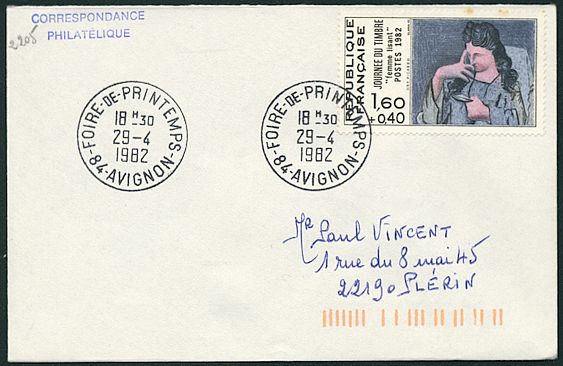 CORRESPONDANCE
PHILATÉLIQUE
2205
FOIRE-DE-PRINTEMPS
18 H -30
29-4
1982
-84-AVIGNON-
FOIRE-DE-PRINTEMPS
18 H -30
29-4
1982
-84-AVIGNON-
RÉPUBLIQUE
FRANÇAISE
JOURNÉE DU TIMBRE
"femme lisant"
POSTES 1982
1,60
+0,40
Mr Paul VINCENT
1 rue du 8 mai 45
22190 PLÉRIN